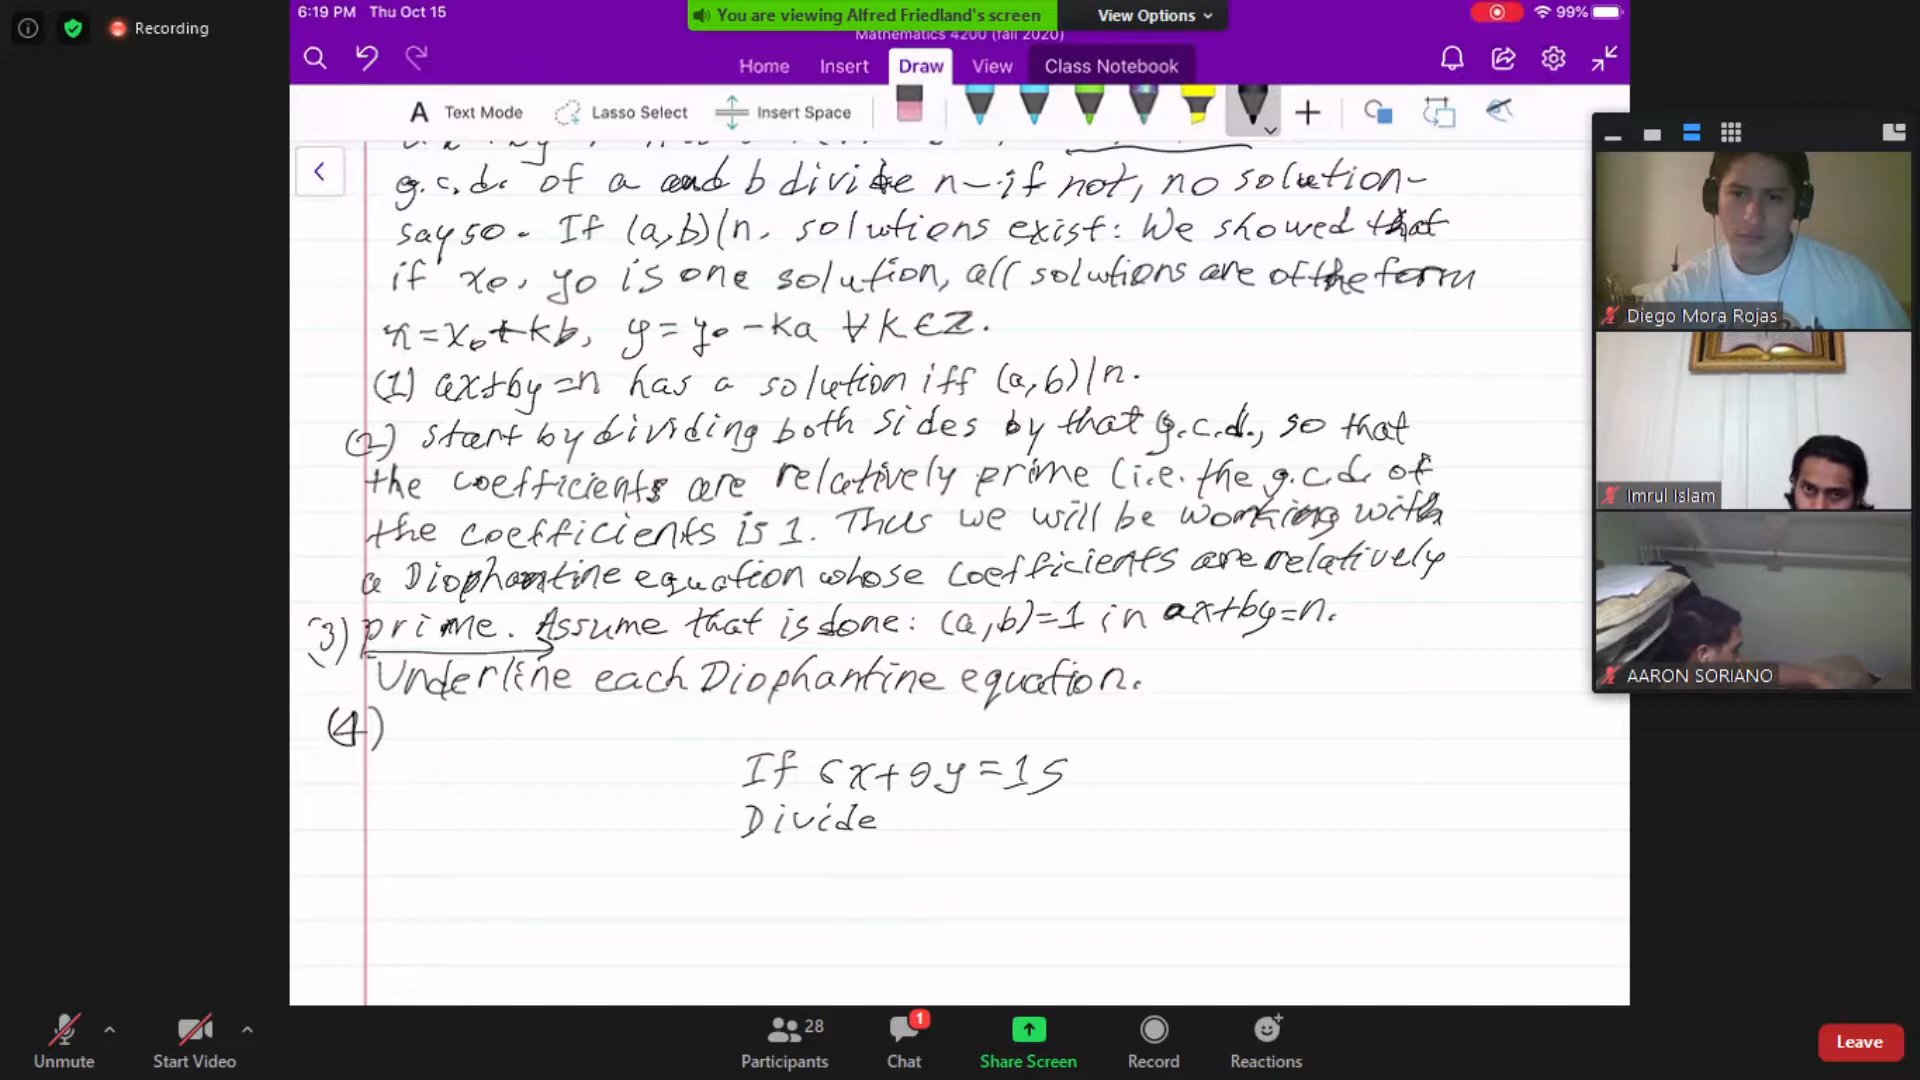 6:19 PM Thu Oct 15
You are viewing Alfred Friedland's screen
View Options
99%
Recording
Mathematics 4200 (fall 2020)
Home Insert Draw View Class Notebook
Text Mode Lasso Select Insert Space
g.c.d. of a and b divide n—if not, no solution—
say so. If (a,b)|n, solutions exist: We showed that
if x₀, y₀ is one solution, all solutions are of the form
x=x₀+kb, y=y₀-ka ∀ k∈Z.
(1) ax+by=n has a solution iff (a,b)|n.
(2) start by dividing both sides by that g.c.d., so that
the coefficients are relatively prime (i.e. the g.c.d. of
the coefficients is 1. Thus we will be working with
a Diophantine equation whose coefficients are relatively
(3) prime. Assume that is done: (a,b)=1 in ax+by=n.
Underline each Diophantine equation.
(4)
If 6x+9y=15
Divide
Diego Mora Rojas
Imrul Islam
AARON SORIANO
Unmute
Start Video
28
Participants
1
Chat
Share Screen
Record
Reactions
Leave